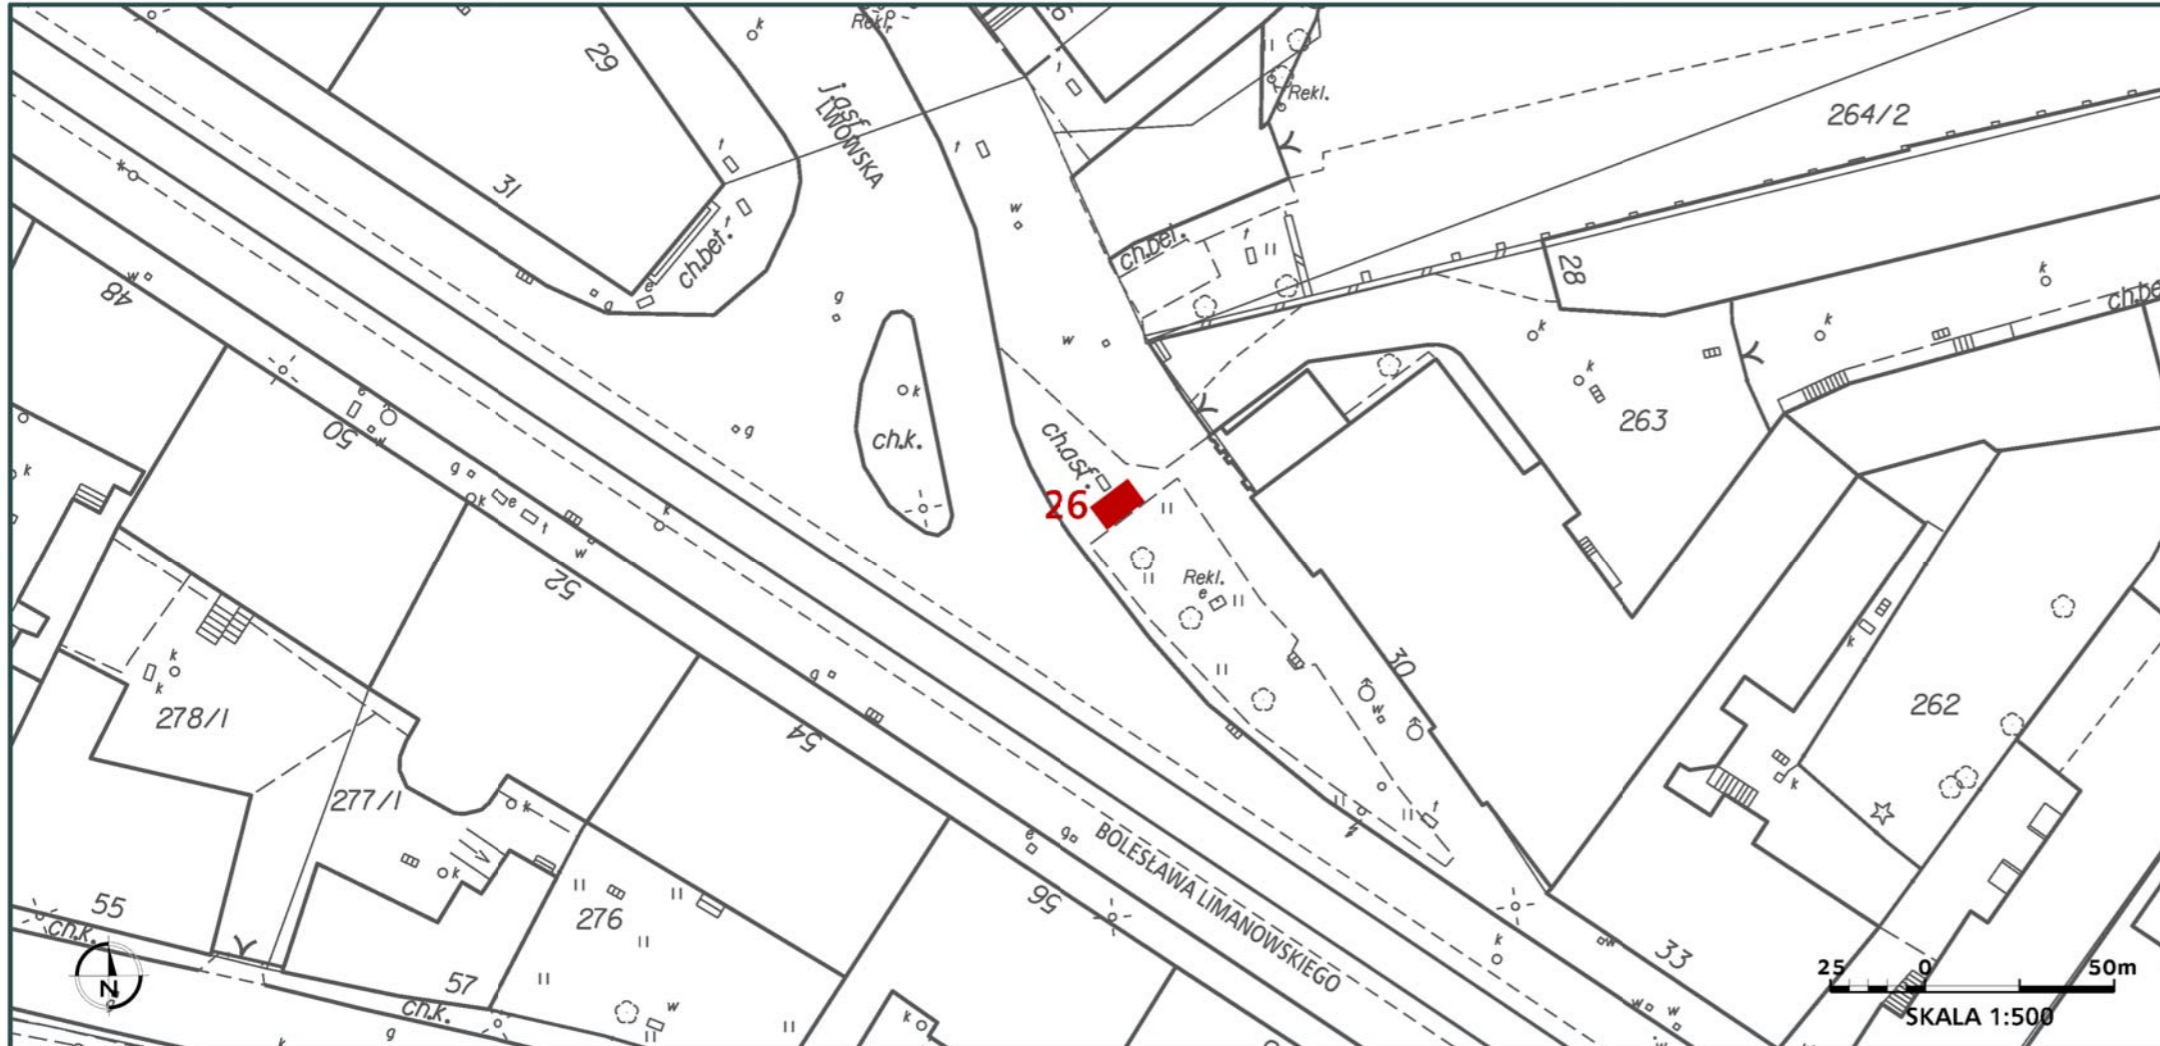 Rekl.
k
29
6
j.asf.
LWOWSKA
t
Rekl.
264/2
t
t
k
31
t
w
ch.bet.
ch.bet.
t
28
k
w
48
e
g
g
w
k
k
ch.bet.
e
50
w
g
k
ch.k.
k
263
ch.asf.
g
k
e
t
w
k
26
52
Rekl.
e
k
k
278/1
g
30
w
k
262
54
277/1
k
k
k
t
e
g
BOLESŁAWA LIMANOWSKIEGO
55
ch.k.
276
56
k
w
33
57
ch.k.
w
w
w
N
g
k
25 0 50m
SKALA 1:500